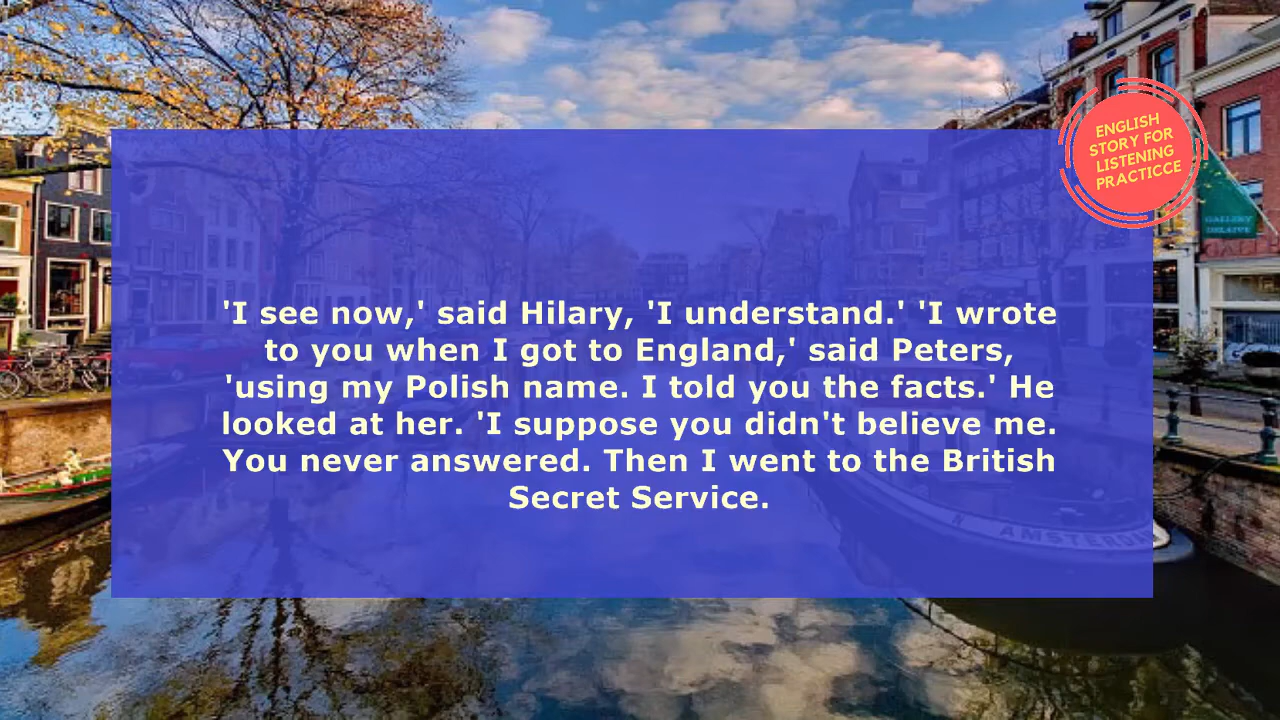 ENGLISH
STORY FOR
LISTENING
PRACTICCE
GALLERY
'I see now,' said Hilary, 'I understand.' 'I wrote
to you when I got to England,' said Peters,
'using my Polish name. I told you the facts.' He
looked at her. 'I suppose you didn't believe me.
You never answered. Then I went to the British
Secret Service.
AMSTERDAM